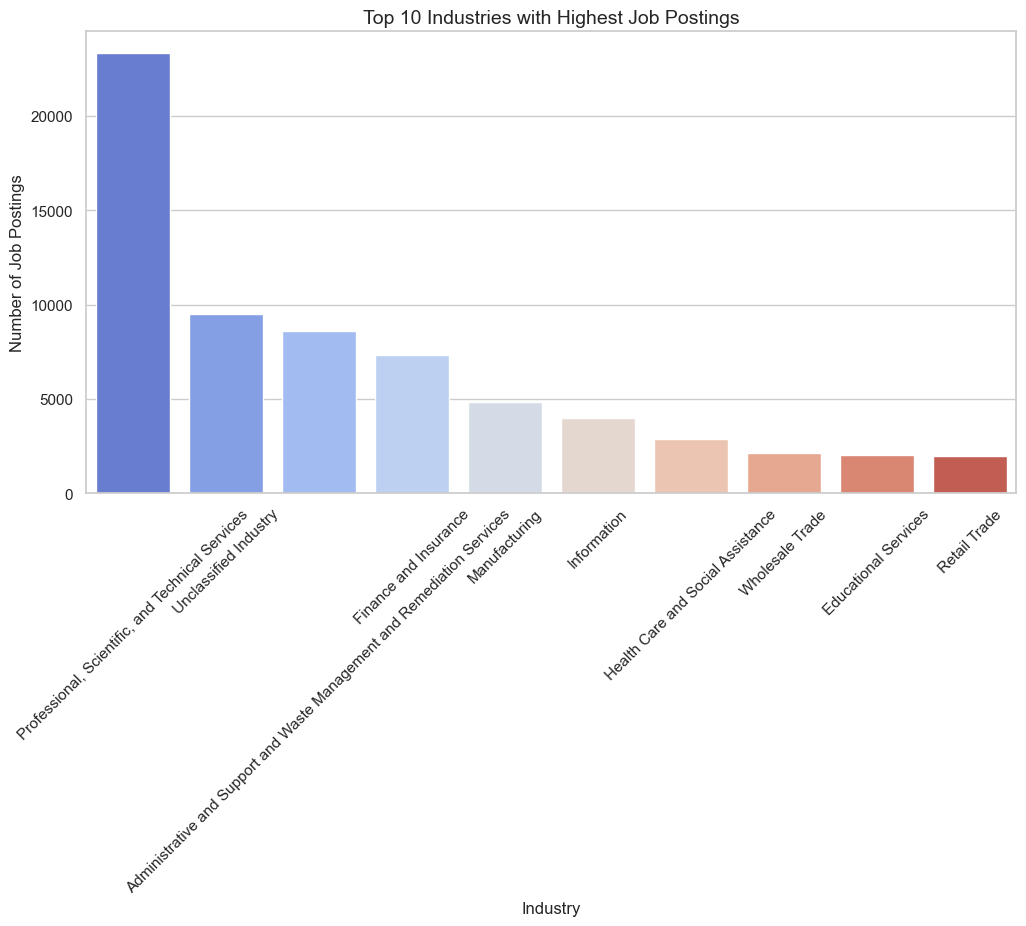 Top 10 Industries with Highest Job Postings
Number of Job Postings
20000
15000
10000
5000
0
Professional, Scientific, and Technical Services
Unclassified Industry
Administrative and Support and Waste Management and Remediation Services
Finance and Insurance
Manufacturing
Information
Health Care and Social Assistance
Wholesale Trade
Educational Services
Retail Trade
Industry